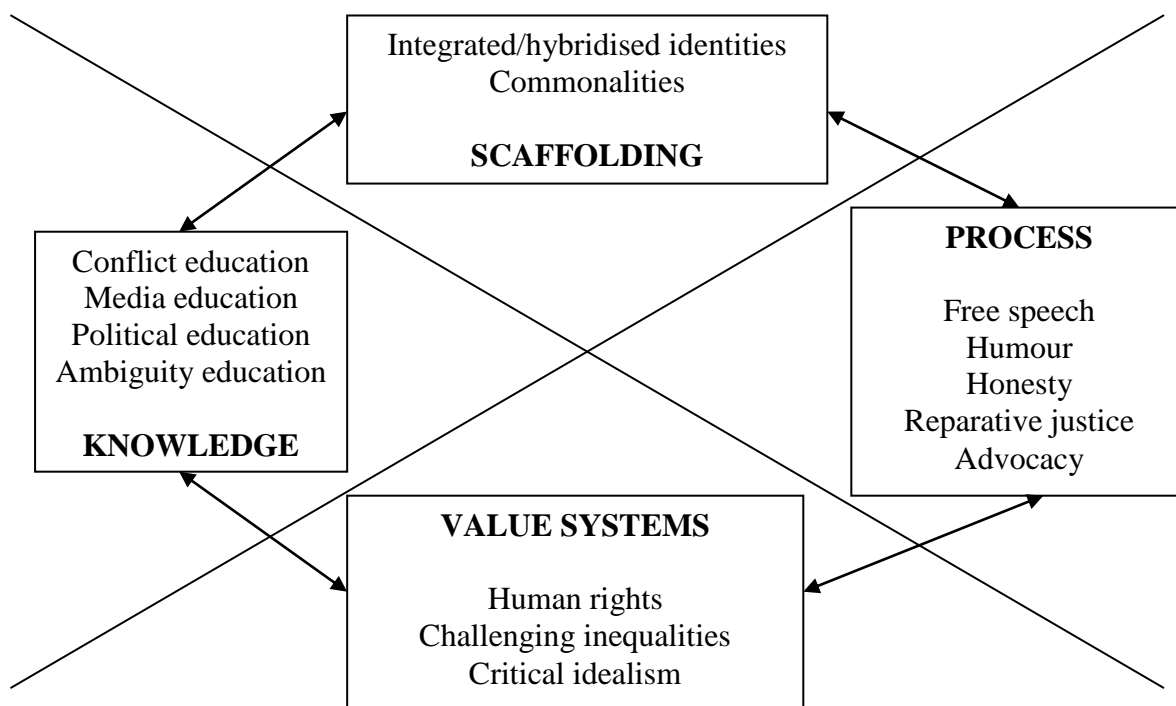 Integrated/hybridised identities
Commonalities
SCAFFOLDING
Conflict education
Media education
Political education
Ambiguity education
KNOWLEDGE
PROCESS
Free speech
Humour
Honesty
Reparative justice
Advocacy
VALUE SYSTEMS
Human rights
Challenging inequalities
Critical idealism